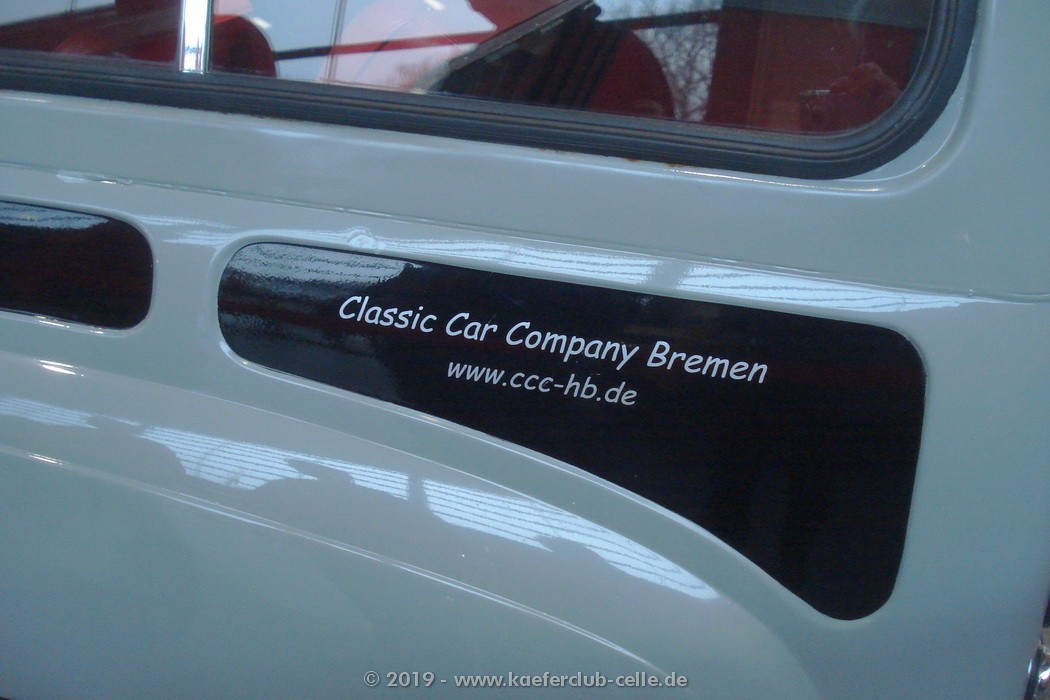 Classic Car Company Bremen
www.ccc-hb.de
© 2019 - www.kaeferclub-celle.de